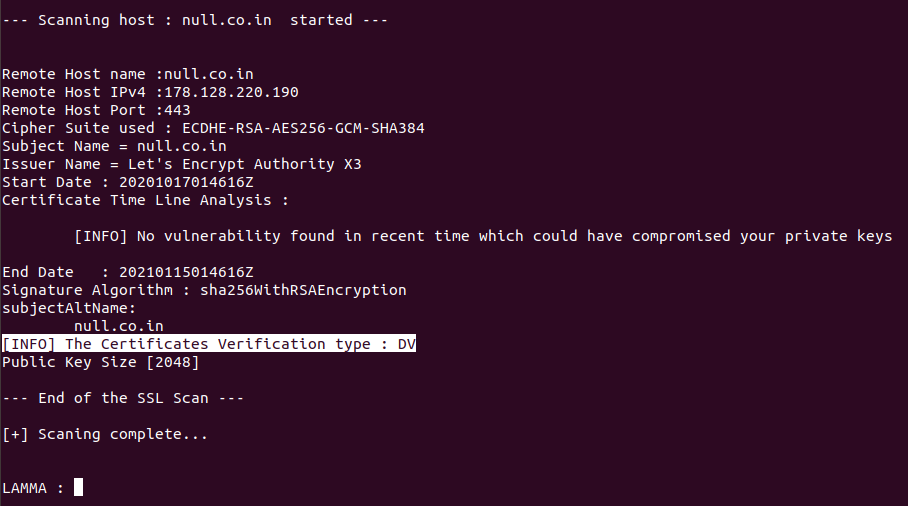 --- Scanning host : null.co.in  started ---
Remote Host name :null.co.in
Remote Host IPv4 :178.128.220.190
Remote Host Port :443
Cipher Suite used : ECDHE-RSA-AES256-GCM-SHA384
Subject Name = null.co.in
Issuer Name = Let's Encrypt Authority X3
Start Date : 20201017014616Z
Certificate Time Line Analysis :
[INFO] No vulnerability found in recent time which could have compromised your private keys
End Date   : 20210115014616Z
Signature Algorithm : sha256WithRSAEncryption
subjectAltName:
null.co.in
[INFO] The Certificates Verification type : DV
Public Key Size [2048]
--- End of the SSL Scan ---
[+] Scaning complete...
LAMMA :